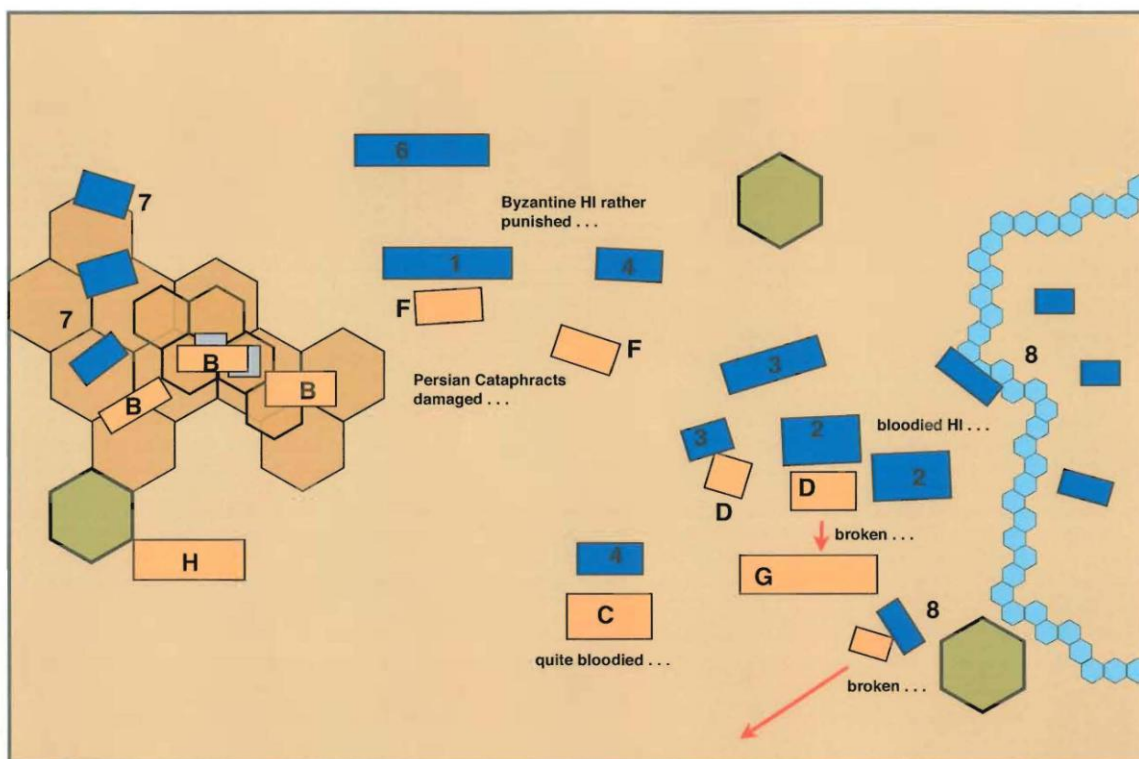 6
7
Byzantine HI rather
punished . . .
1
4
F
7
F
8
B
B
B
3
Persian Cataphracts
damaged . . .
3
2
bloodied HI . . .
2
D
D
broken . . .
H
4
G
C
8
quite bloodied . . .
broken . . .